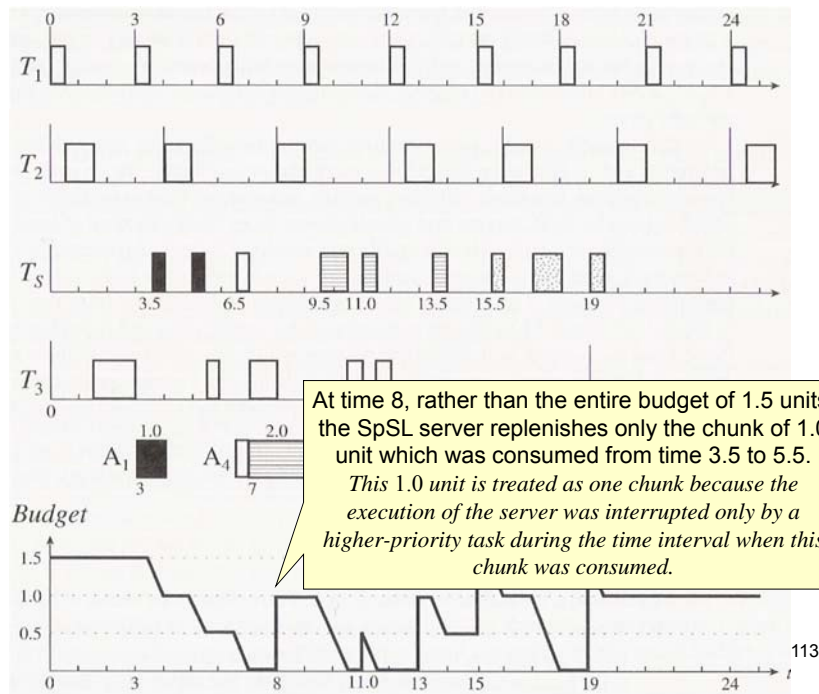 0 3 6 9 12 15 18 21 24
T1
T2
TS
3.5 6.5 9.5 11.0 13.5 15.5 19
T3
0
1.0 2.0
A1 A4
3 7
At time 8, rather than the entire budget of 1.5 units
the SpSL server replenishes only the chunk of 1.0
unit which was consumed from time 3.5 to 5.5.
This 1.0 unit is treated as one chunk because the
execution of the server was interrupted only by a
higher-priority task during the time interval when this
chunk was consumed.
Budget
1.5
1.0
0.5
0 3 8 11.0 13 15 19 24 t
113